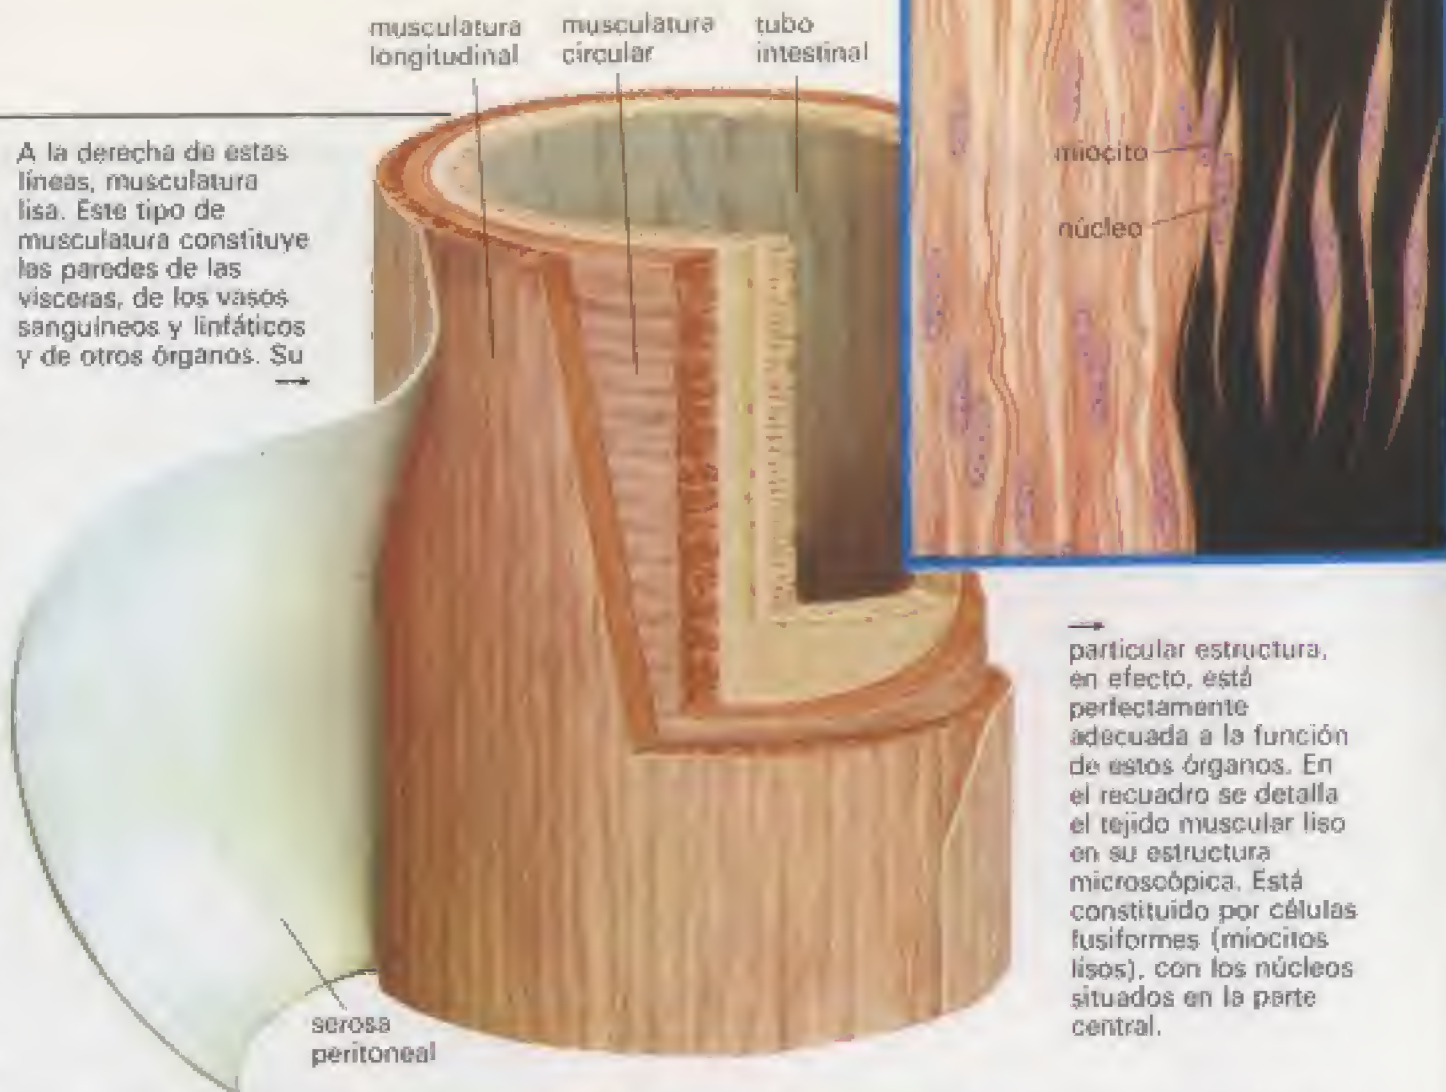 musculatura
longitudinal
musculatura
circular
tubo
intestinal
A la derecha de estas
líneas, musculatura
lisa. Este tipo de
musculatura constituye
las paredes de las
vísceras, de los vasos
sanguíneos y linfáticos
y de otros órganos. Su
→
miocito
núcleo
→
particular estructura,
en efecto, está
perfectamente
adecuada a la función
de estos órganos. En
el recuadro se detalla
el tejido muscular liso
en su estructura
microscópica. Está
constituido por células
fusiformes (miocitos
lisos), con los núcleos
situados en la parte
central.
serosa
peritoneal